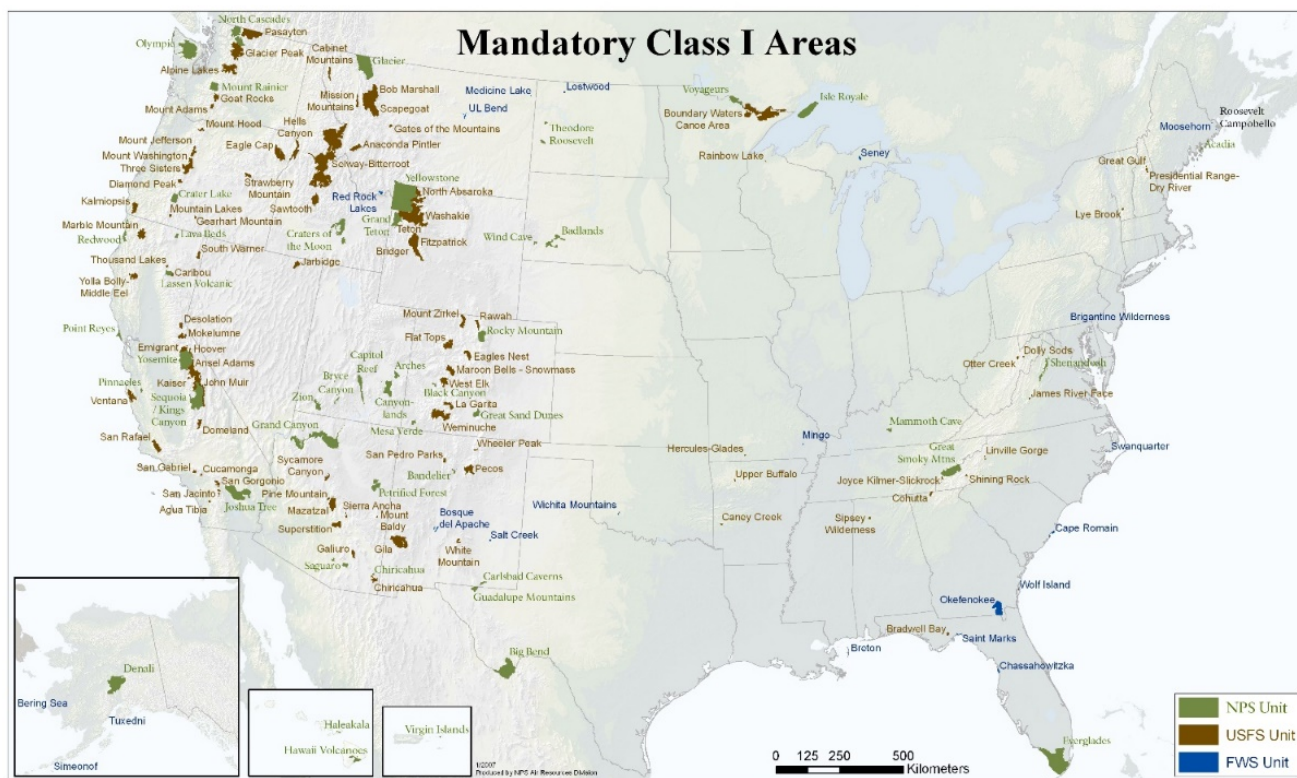 Mandatory Class I Areas
North Cascades
Pasayten
Olympic
Glacier Peak
Alpine Lakes
Mount Rainier
Goat Rocks
Mount Adams
Cabinet
Mountains
Glacier
Bob Marshall
Mission
Mountains
Scapegoat
Medicine Lake
Lostwood
UL Bend
Gates of the Mountains
Theodore
Roosevelt
Voyageurs
Isle Royale
Boundary Waters
Canoe Area
Rainbow Lake
Seney
Moosehorn
Roosevelt
Campobello
Acadia
Great Gulf
Presidential Range-
Dry River
Lye Brook
Mount Hood
Hells
Canyon
Mount Jefferson
Eagle Cap
Anaconda Pintler
Mount Washington
Three Sisters
Selway-Bitterroot
Diamond Peak
Strawberry
Mountain
Yellowstone
North Absaroka
Red Rock
Lakes
Kalmiopsis
Crater Lake
Sawtooth
Washakie
Mountain Lakes
Gearhart Mountain
Grand
Teton
Teton
Marble Mountain
Redwood
Lava Beds
Craters of
the Moon
Fitzpatrick
Bridger
Wind Cave
Badlands
South Warner
Jarbidge
Thousand Lakes
Caribou
Lassen Volcanic
Yolla Bolly-
Middle Eel
Desolation
Mokelumne
Point Reyes
Emigrant
Hoover
Yosemite
Ansel Adams
Pinnacles
Kaiser
John Muir
Ventana
Sequoia
/ Kings
Canyon
Domeland
San Rafael
San Gabriel
Cucamonga
San Gorgonio
San Jacinto
Agua Tibia
Joshua Tree
Mount Zirkel
Rawah
Rocky Mountain
Flat Tops
Eagles Nest
Maroon Bells - Snowmass
West Elk
Black Canyon
La Garita
Great Sand Dunes
Weminuche
Mesa Verde
Capitol
Reef
Arches
Bryce
Canyon
Canyon-
lands
Zion
Grand Canyon
Wheeler Peak
San Pedro Parks
Pecos
Bandelier
Sycamore
Canyon
Petrified Forest
Pine Mountain
Mazatzal
Sierra Ancha
Mount
Baldy
Superstition
Bosque
del Apache
Salt Creek
White
Mountain
Galiuro
Gila
Saguaro
Chiricahua
Chiricahua
Carlsbad Caverns
Guadalupe Mountains
Big Bend
Wichita Mountains
Hercules-Glades
Upper Buffalo
Caney Creek
Mingo
Mammoth Cave
Sipsey
Wilderness
Great
Smoky Mtns
Joyce Kilmer-Slickrock
Cohutta
Shining Rock
Linville Gorge
Brigantine Wilderness
Dolly Sods
Otter Creek
Shenandoah
James River Face
Swanquarter
Cape Romain
Wolf Island
Okefenokee
Bradwell Bay
Saint Marks
Breton
Chassahowitzka
Everglades
Denali
Bering Sea
Tuxedni
Simeonof
Haleakala
Hawaii Volcanoes
Virgin Islands
1/2007
Produced by NPS Air Resources Division
0 125 250 500
Kilometers
NPS Unit
USFS Unit
FWS Unit